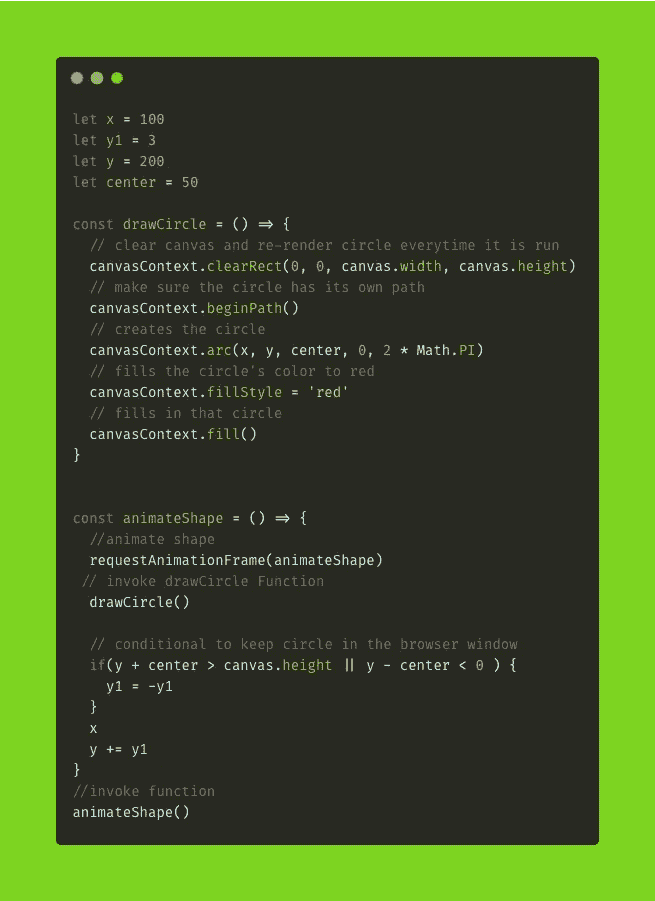 let x = 100
let y1 = 3
let y = 200
let center = 50
const drawCircle = () => {
// clear canvas and re-render circle everytime it is run
canvasContext.clearRect(0, 0, canvas.width, canvas.height)
// make sure the circle has its own path
canvasContext.beginPath()
// creates the circle
canvasContext.arc(x, y, center, 0, 2 * Math.PI)
// fills the circle's color to red
canvasContext.fillStyle = 'red'
// fills in that circle
canvasContext.fill()
}
const animateShape = () => {
//animate shape
requestAnimationFrame(animateShape)
// invoke drawCircle Function
drawCircle()
// conditional to keep circle in the browser window
if(y + center > canvas.height || y - center < 0 ) {
y1 = -y1
}
x
y += y1
}
//invoke function
animateShape()